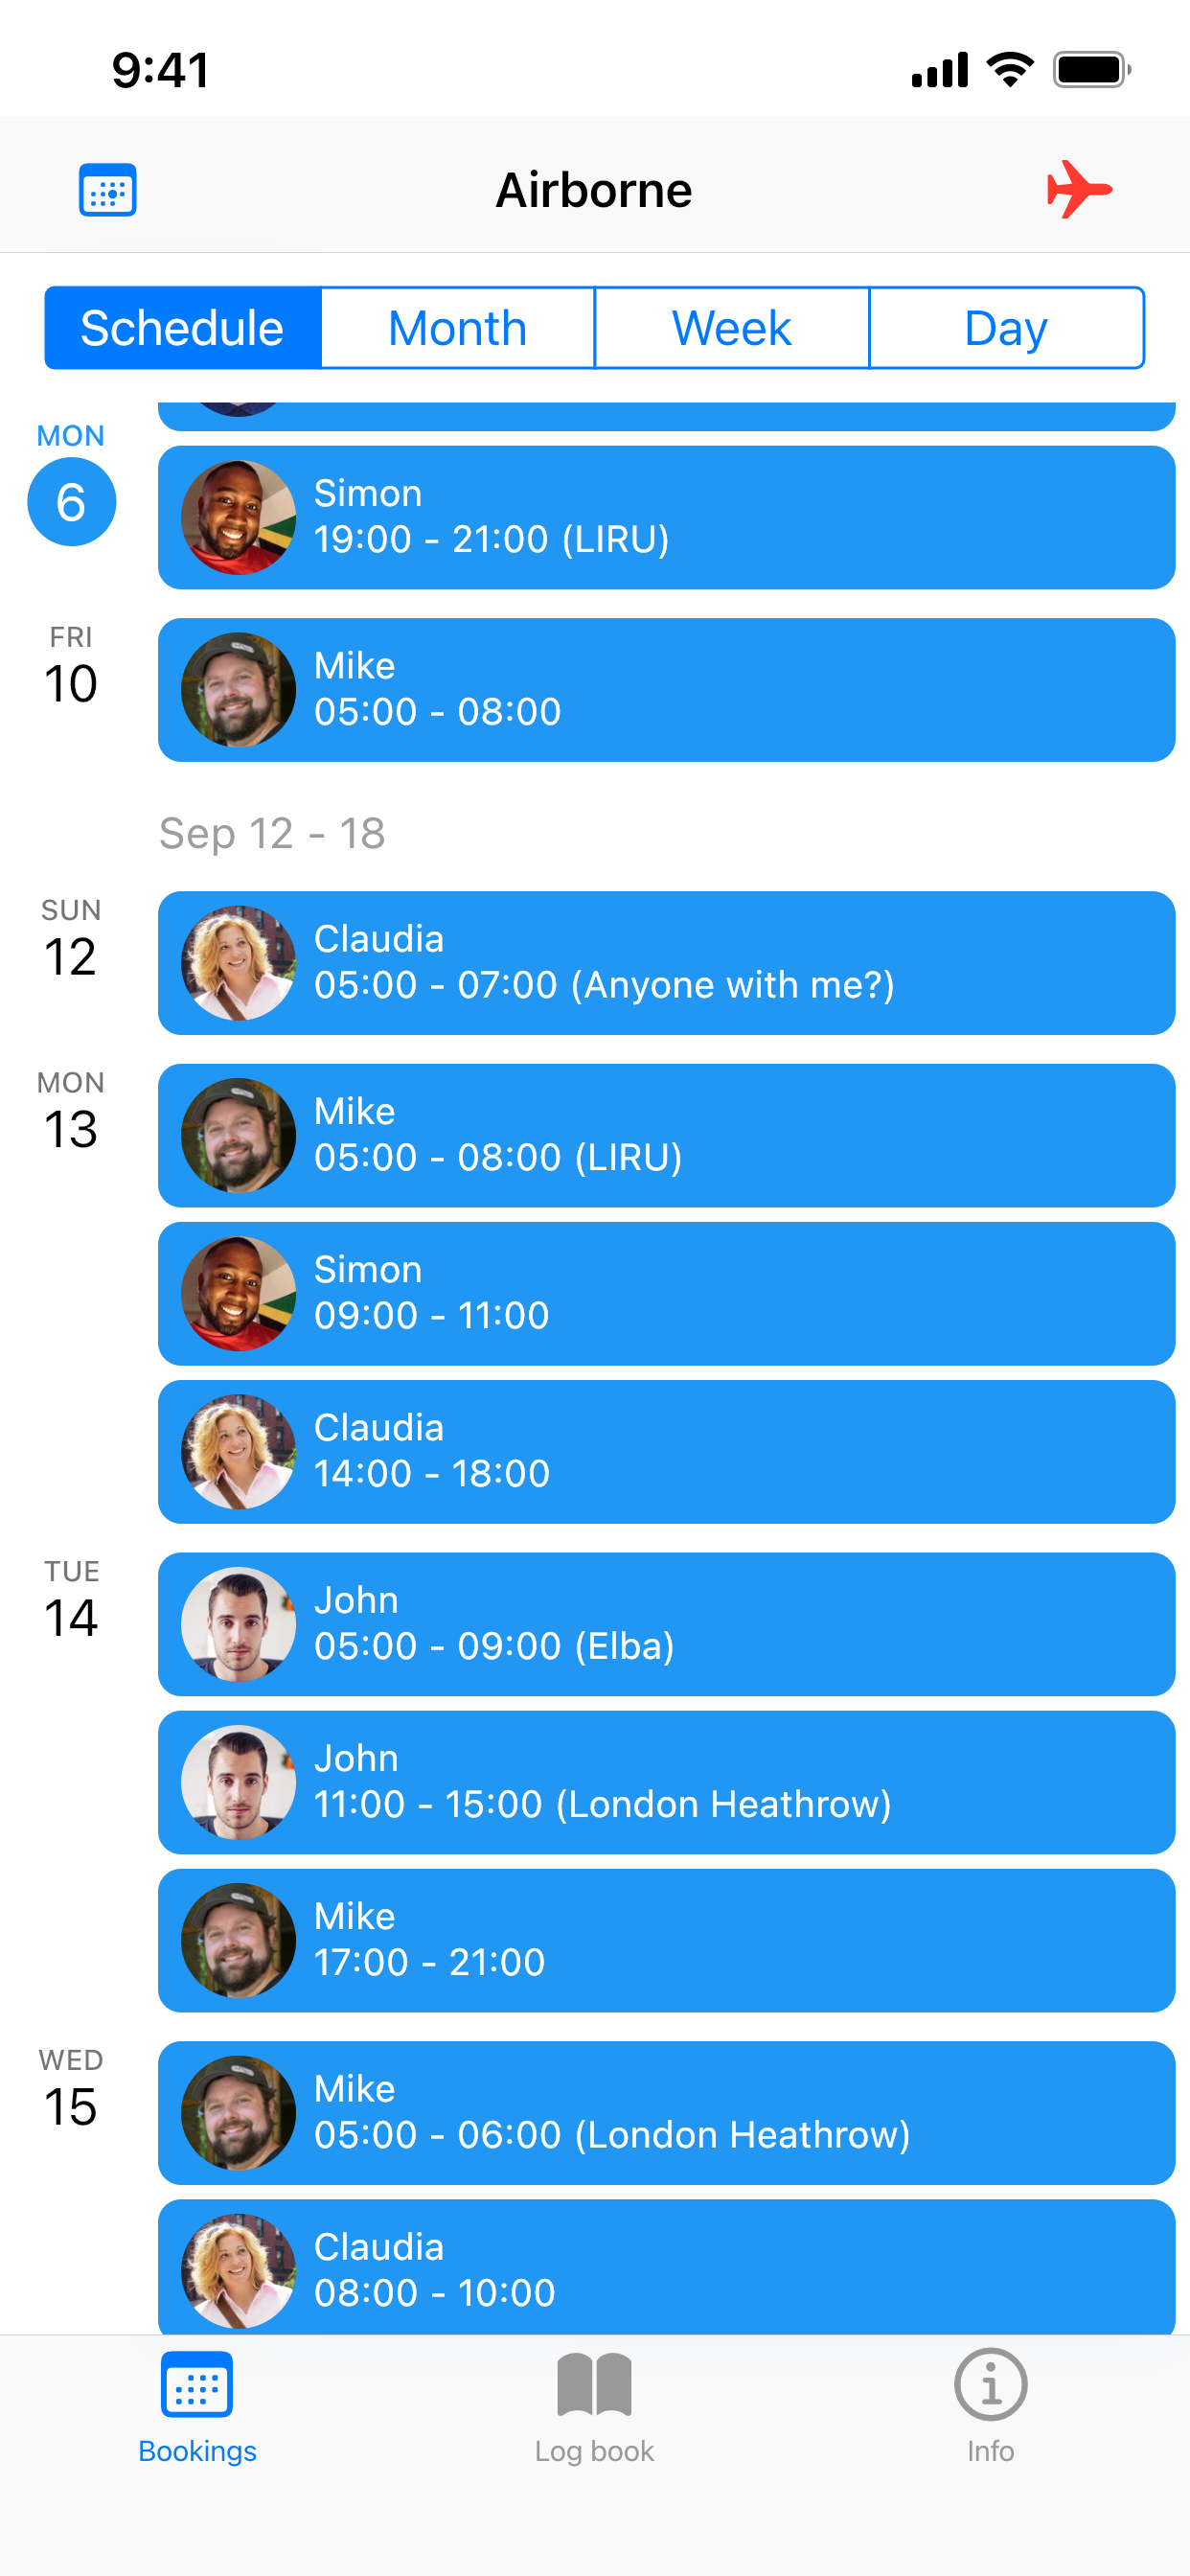 9:41
Airborne
Schedule Month Week Day
MON
6
Simon
19:00 - 21:00 (LIRU)
FRI
10
Mike
05:00 - 08:00
Sep 12 - 18
SUN
12
Claudia
05:00 - 07:00 (Anyone with me?)
MON
13
Mike
05:00 - 08:00 (LIRU)
Simon
09:00 - 11:00
Claudia
14:00 - 18:00
TUE
14
John
05:00 - 09:00 (Elba)
John
11:00 - 15:00 (London Heathrow)
Mike
17:00 - 21:00
WED
15
Mike
05:00 - 06:00 (London Heathrow)
Claudia
08:00 - 10:00
Bookings Log book Info